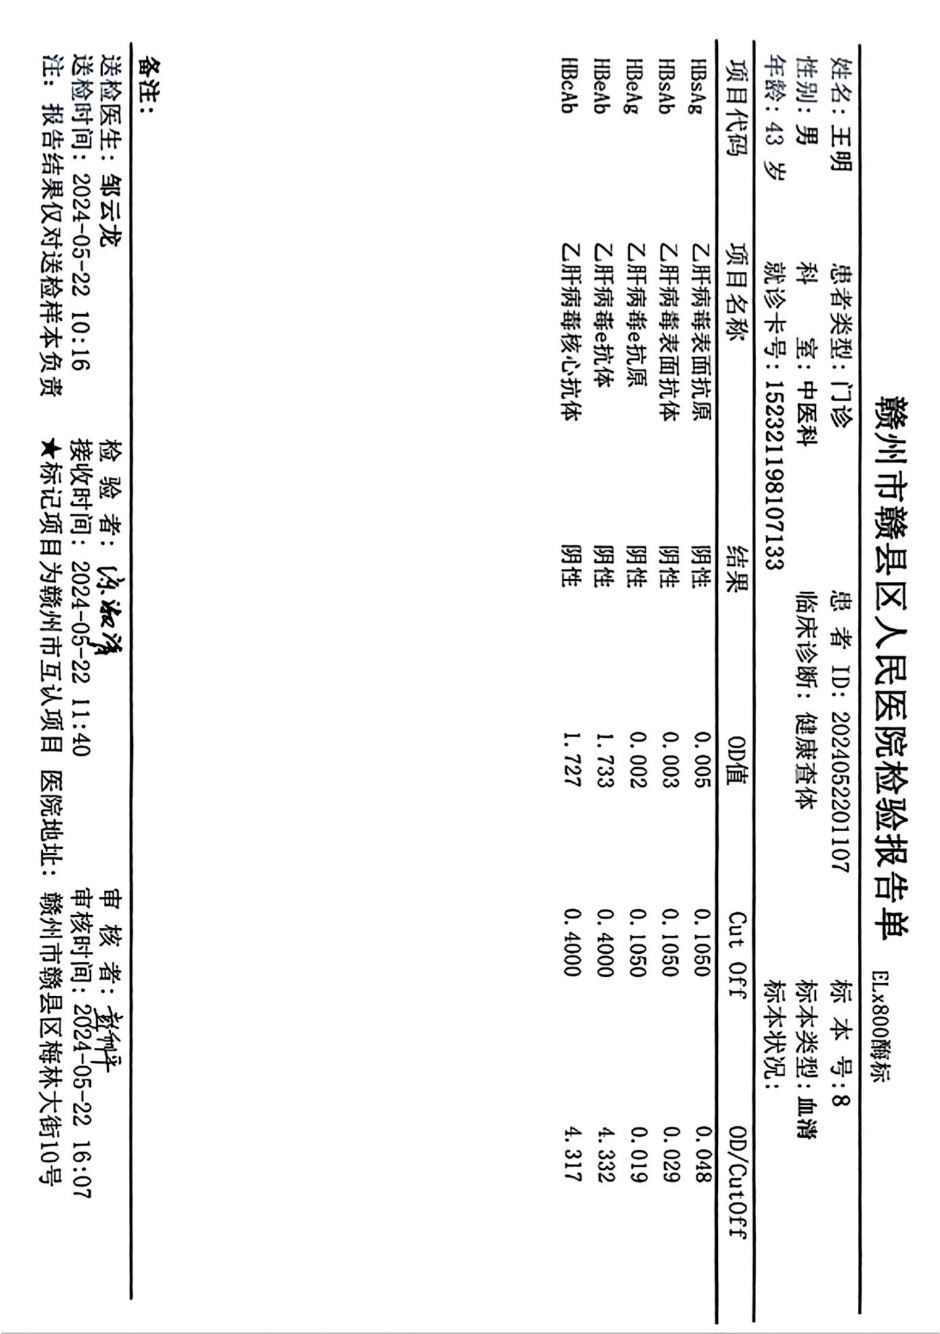 赣州市赣县区人民医院检验报告单 ELx800酶标
姓名：王明 患者类型：门诊 患 者 ID：2024052201107 标 本 号：8
性别：男 科 室：中医科 临床诊断：健康查体 标本类型：血清
年龄：43 岁 就诊卡号：152321198107133 标本状况：
项目代码 项目名称 结果 OD值 Cut Off OD/CutOff
HBsAg 乙肝病毒表面抗原 阴性 0.005 0.1050 0.048
HBsAb 乙肝病毒表面抗体 阴性 0.003 0.1050 0.029
HBeAg 乙肝病毒e抗原 阴性 0.002 0.1050 0.019
HBeAb 乙肝病毒e抗体 阴性 1.733 0.4000 4.332
HBcAb 乙肝病毒核心抗体 阴性 1.727 0.4000 4.317
备注：
送检医生：邹云龙 检 验 者： 审 核 者：
送检时间：2024-05-22 10:16 接收时间：2024-05-22 11:40 审核时间：2024-05-22 16:07
注：报告结果仅对送检样本负责 ★标记项目为赣州市互认项目 医院地址：赣州市赣县区梅林大街10号